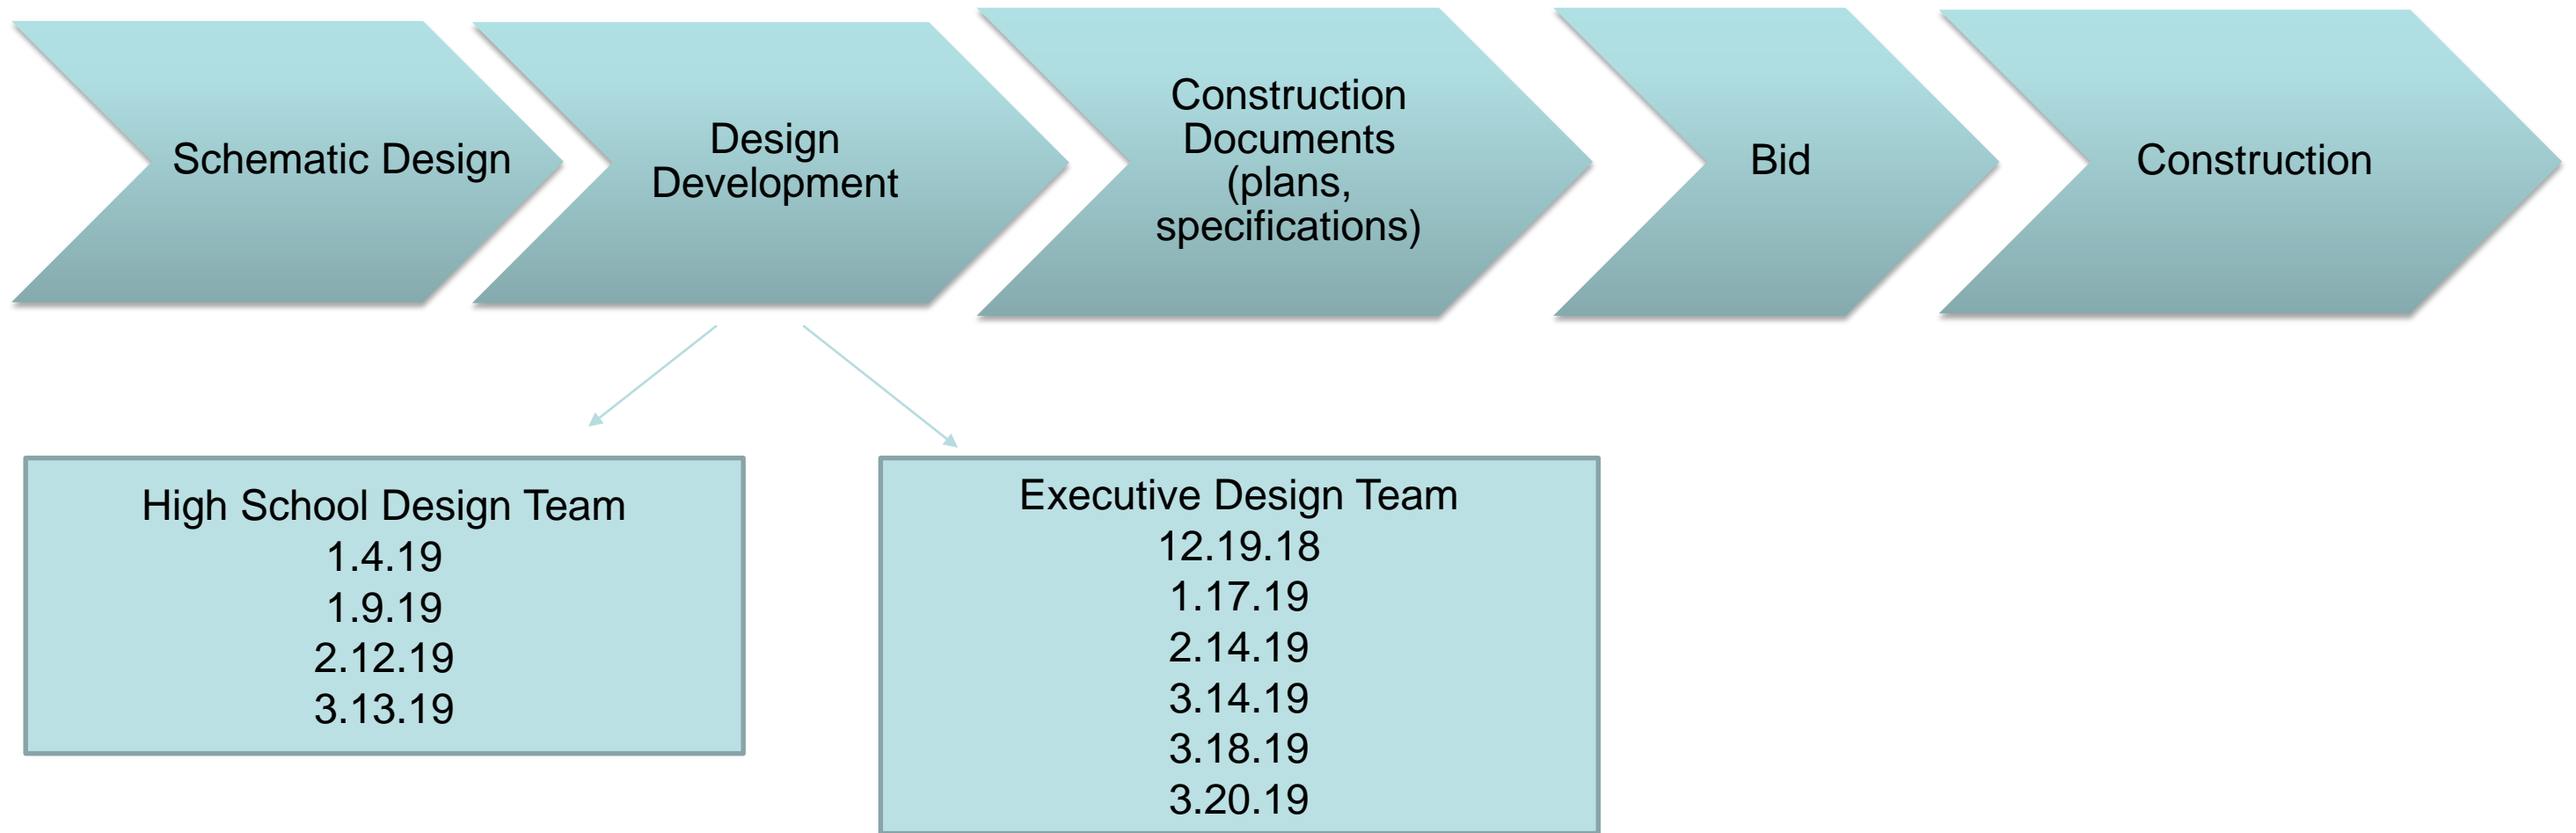 Schematic Design
Design
Development
Construction
Documents
(plans,
specifications)
Bid
Construction
High School Design Team
1.4.19
1.9.19
2.12.19
3.13.19
Executive Design Team
12.19.18
1.17.19
2.14.19
3.14.19
3.18.19
3.20.19